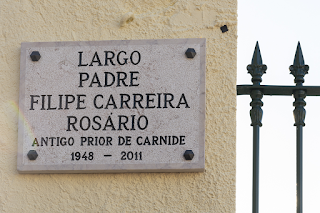 LARGO
PADRE
FILIPE CARREIRA
ROSÁRIO
ANTIGO PRIOR DE CARNIDE
1948 – 2011